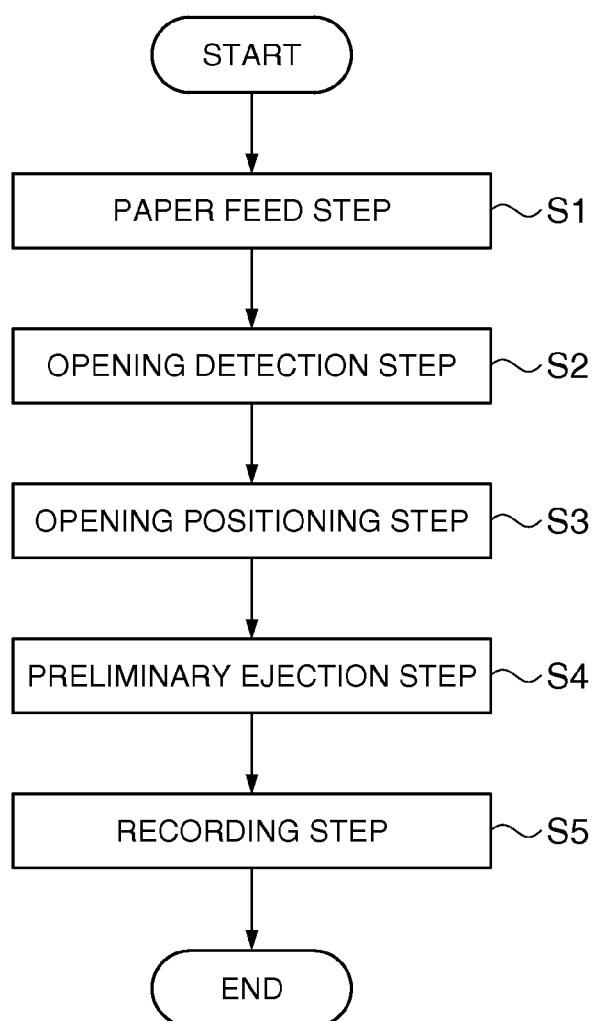 START
PAPER FEED STEP S1
OPENING DETECTION STEP S2
OPENING POSITIONING STEP S3
PRELIMINARY EJECTION STEP S4
RECORDING STEP S5
END